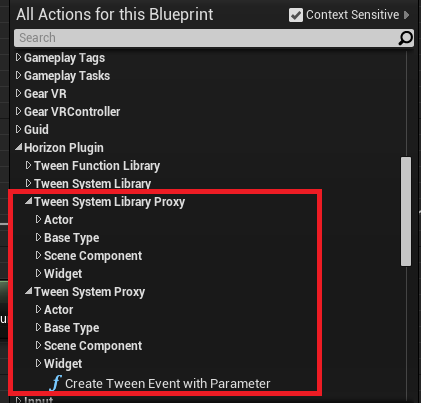 All Actions for this Blueprint
Context Sensitive
Search
Gameplay Tags
Gameplay Tasks
Gear VR
Gear VRController
Guid
Horizon Plugin
Tween Function Library
Tween System Library
Tween System Library Proxy
Actor
Base Type
Scene Component
Widget
Tween System Proxy
Actor
Base Type
Scene Component
Widget
f Create Tween Event with Parameter
Input